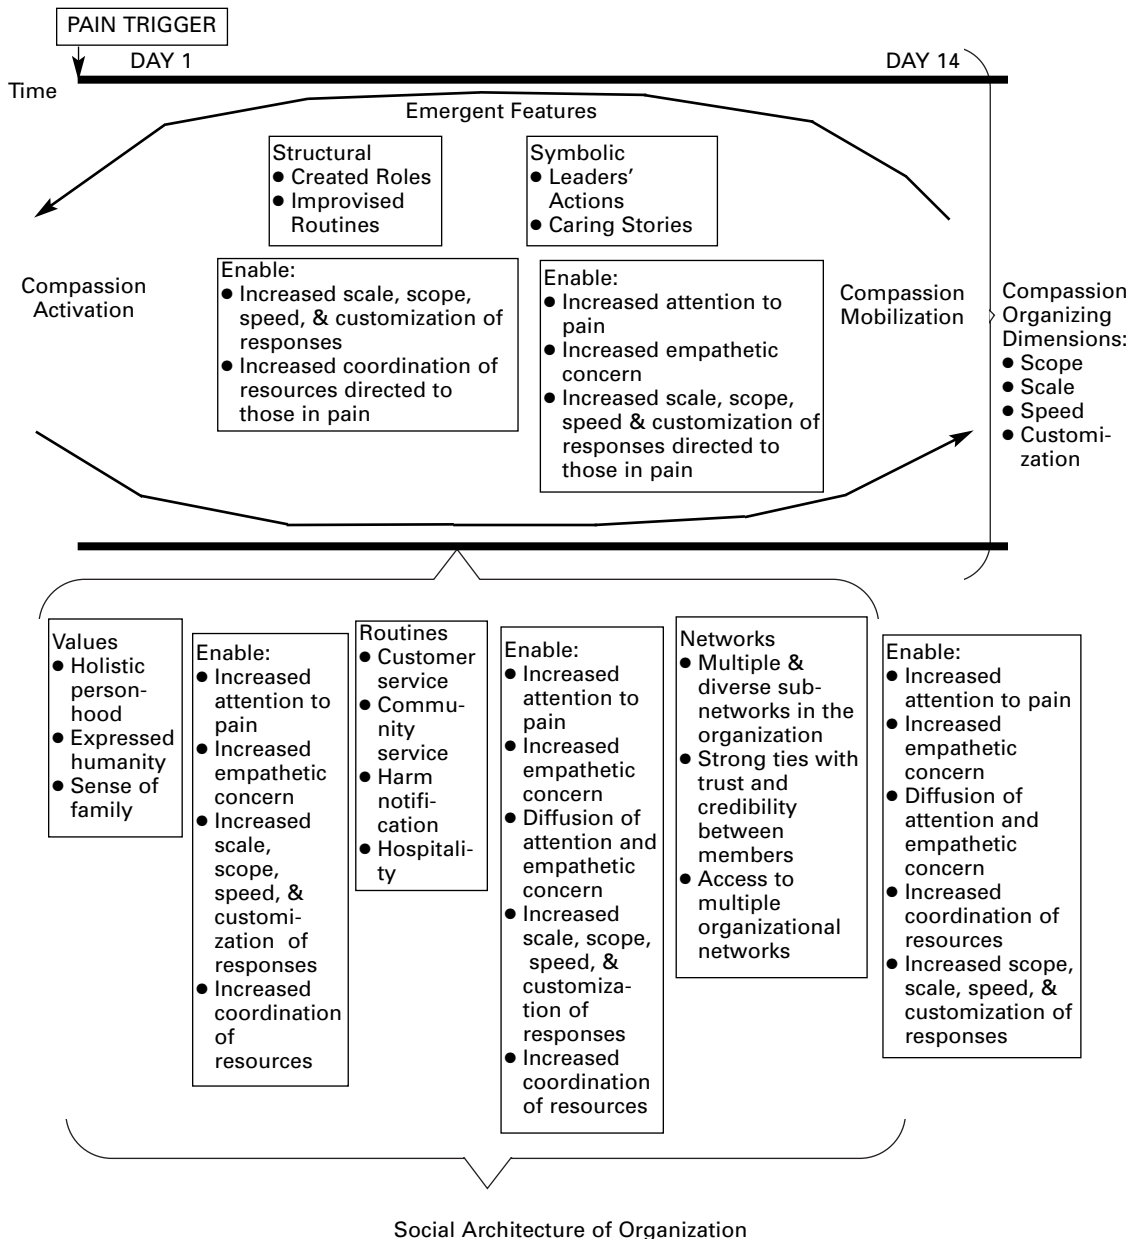 PAIN TRIGGER
DAY 1
DAY 14
Time
Emergent Features
Structural
● Created Roles
● Improvised
Routines
Symbolic
● Leaders’
Actions
● Caring Stories
Compassion
Activation
Enable:
● Increased scale, scope,
speed, & customization of
responses
● Increased coordination of
resources directed to
those in pain
Enable:
● Increased attention to
pain
● Increased empathetic
concern
● Increased scale, scope,
speed & customization of
responses directed to
those in pain
Compassion
Mobilization
Compassion
Organizing
Dimensions:
● Scope
● Scale
● Speed
● Customi-
zation
Values
● Holistic
person-
hood
● Expressed
humanity
● Sense of
family
Enable:
● Increased
attention to
pain
● Increased
empathetic
concern
● Increased
scale,
scope,
speed, &
customi-
zation of
responses
● Increased
coordination
of
resources
Routines
● Customer
service
● Commu-
nity
service
● Harm
notifi-
cation
● Hospitali-
ty
Enable:
● Increased
attention to
pain
● Increased
empathetic
concern
● Diffusion of
attention and
empathetic
concern
● Increased
scale, scope,
speed, &
customiza-
tion of
responses
● Increased
coordination
of resources
Networks
● Multiple &
diverse sub-
networks in the
organization
● Strong ties with
trust and
credibility
between
members
● Access to
multiple
organizational
networks
Enable:
● Increased
attention to pain
● Increased
empathetic
concern
● Diffusion of
attention and
empathetic
concern
● Increased
coordination of
resources
● Increased scope,
scale, speed, &
customization of
responses
Social Architecture of Organization